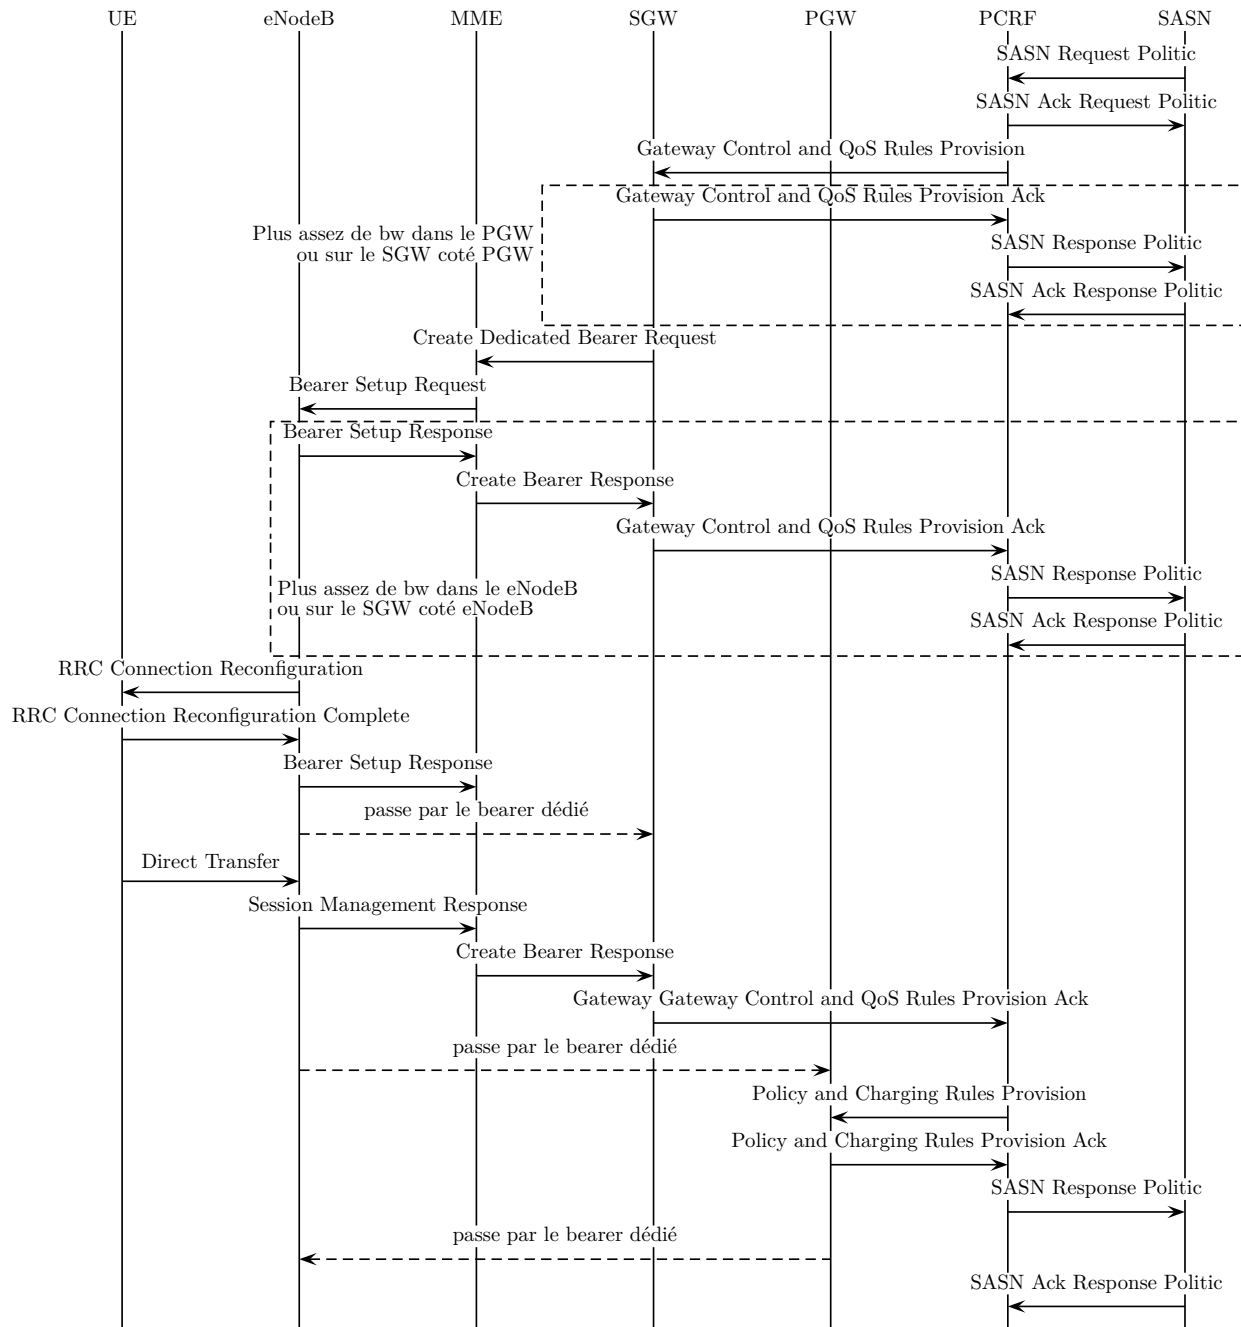 UE eNodeB MME SGW PGW PCRF SASN
SASN Request Politic
SASN Ack Request Politic
Gateway Control and QoS Rules Provision
Gateway Control and QoS Rules Provision Ack
Plus assez de bw dans le PGW
ou sur le SGW coté PGW
SASN Response Politic
SASN Ack Response Politic
Create Dedicated Bearer Request
Bearer Setup Request
Bearer Setup Response
Create Bearer Response
Gateway Control and QoS Rules Provision Ack
SASN Response Politic
Plus assez de bw dans le eNodeB
ou sur le SGW coté eNodeB
SASN Ack Response Politic
RRC Connection Reconfiguration
RRC Connection Reconfiguration Complete
Bearer Setup Response
passe par le bearer dédié
Direct Transfer
Session Management Response
Create Bearer Response
Gateway Gateway Control and QoS Rules Provision Ack
passe par le bearer dédié
Policy and Charging Rules Provision
Policy and Charging Rules Provision Ack
SASN Response Politic
passe par le bearer dédié
SASN Ack Response Politic